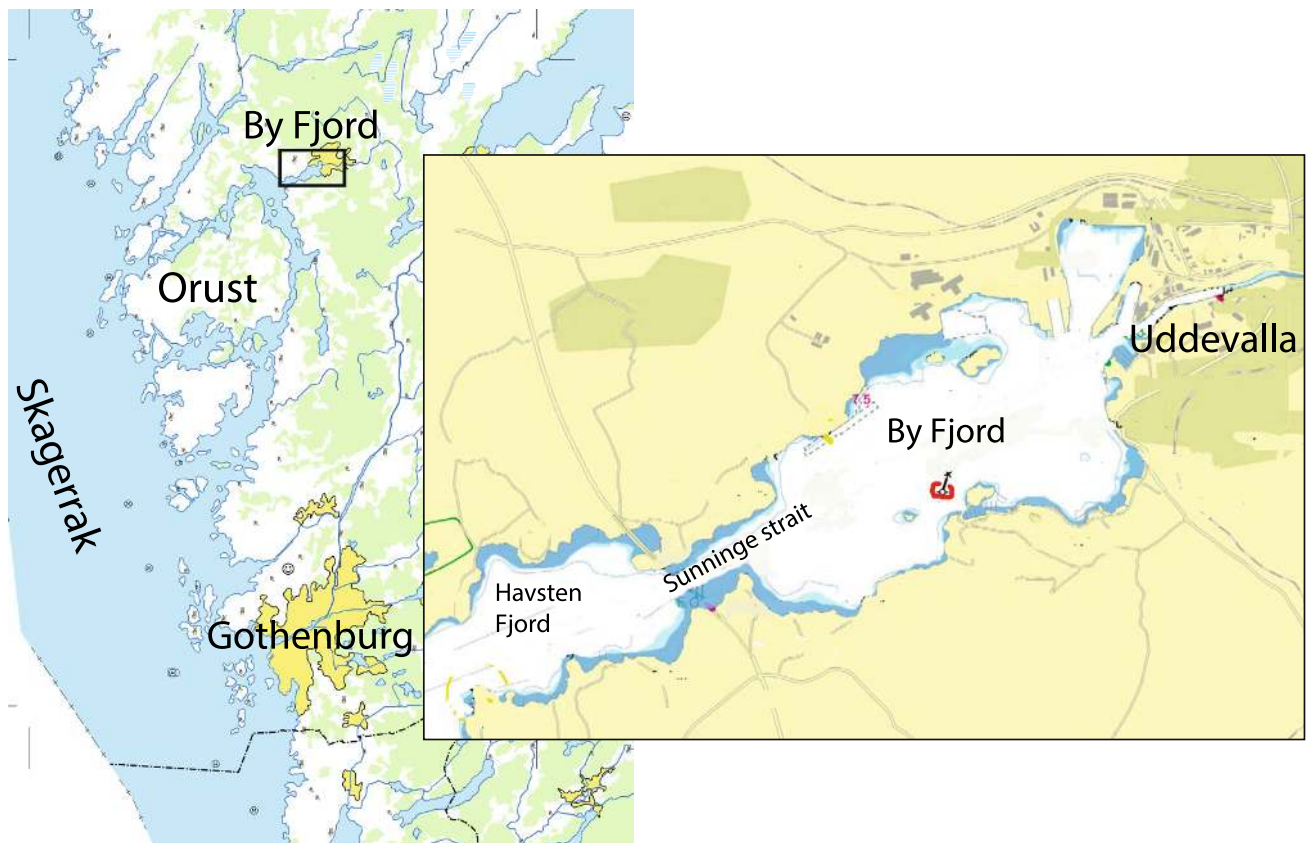 By Fjord
Orust
Skagerrak
Gothenburg
Uddevalla
7.5
By Fjord
Sunninge strait
Havsten
Fjord